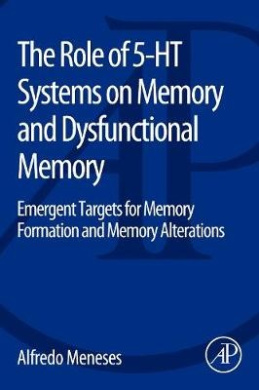 The Role of 5-HT
Systems on Memory
and Dysfunctional
Memory
Emergent Targets for Memory
Formation and Memory Alterations
Alfredo Meneses
AP